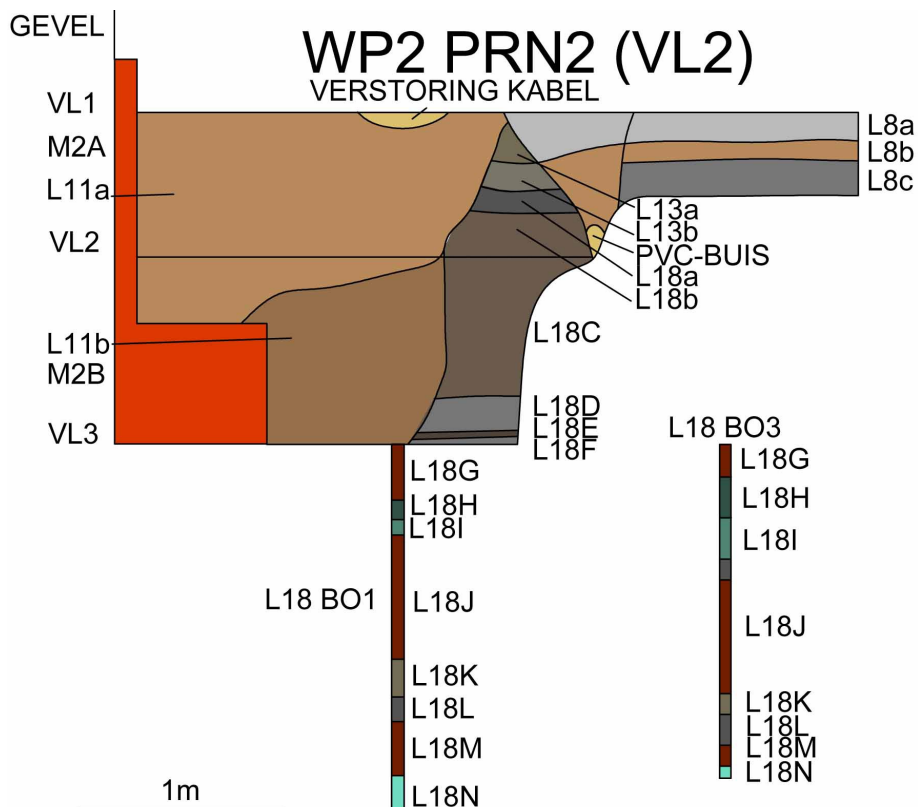 GEVEL
WP2 PRN2 (VL2)
VERSTORING KABEL
VL1
M2A
L11a
VL2
L11b
M2B
VL3
L8a
L8b
L8c
L13a
L13b
PVC-BUIS
L18a
L18b
L18C
L18D
L18E
L18F
L18 BO1
L18G
L18H
L18I
L18J
L18K
L18L
L18M
L18N
L18 BO3
L18G
L18H
L18I
L18J
L18K
L18L
L18M
L18N
1m